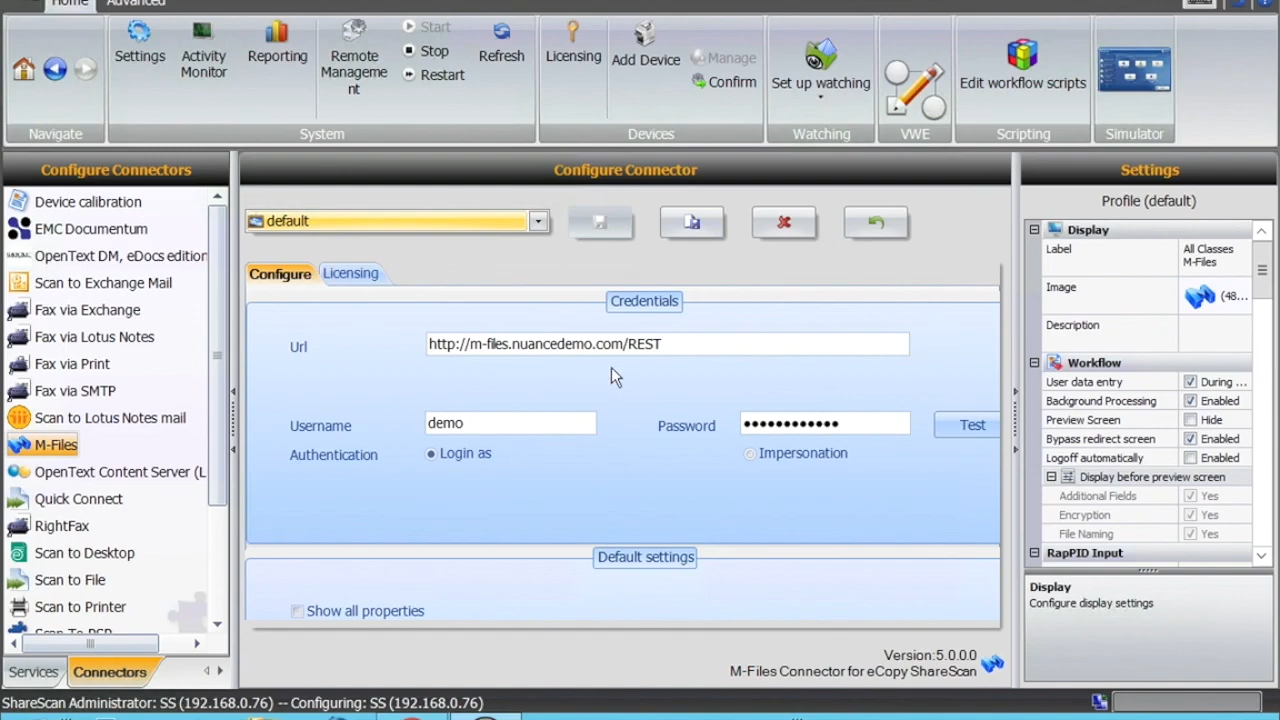 Home
Advanced
Settings
Activity
Monitor
Reporting
Remote
Manageme
nt
Start
Stop
Restart
Refresh
Licensing
Add Device
Manage
Confirm
Set up watching
Edit workflow scripts
Navigate
System
Devices
Watching
VWE
Scripting
Simulator
Configure Connectors
Device calibration
EMC Documentum
OpenText DM, eDocs edition
Scan to Exchange Mail
Fax via Exchange
Fax via Lotus Notes
Fax via Print
Fax via SMTP
Scan to Lotus Notes mail
M-Files
OpenText Content Server (L
Quick Connect
RightFax
Scan to Desktop
Scan to File
Scan to Printer
Services
Connectors
Configure Connector
default
Configure
Licensing
Credentials
Url
http://m-files.nuancedemo.com/REST
Username
demo
Password
●●●●●●●●●●●●
Test
Authentication
Login as
Impersonation
Default settings
Show all properties
Version:5.0.0.0
M-Files Connector for eCopy ShareScan
Settings
Profile (default)
Display
Label
All Classes
M-Files
Image
(48...
Description
Workflow
User data entry
During ...
Background Processing
Enabled
Preview Screen
Hide
Bypass redirect screen
Enabled
Logoff automatically
Enabled
Display before preview screen
Additional Fields
Yes
Encryption
Yes
File Naming
Yes
RapPID Input
Display
Configure display settings
ShareScan Administrator: SS (192.168.0.76) -- Configuring: SS (192.168.0.76)